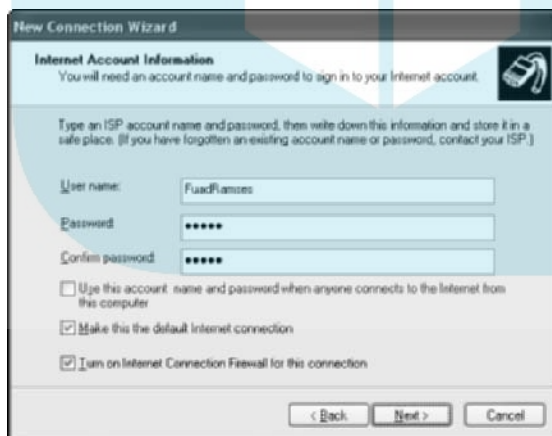 New Connection Wizard
Internet Account Information
You will need an account name and password to sign in to your Internet account.
Type an ISP account name and password, then write down this information and store it in a
safe place. (If you have forgotten an existing account name or password, contact your ISP.)
User name: FuadRamses
Password: •••••
Confirm password: •••••
Use this account name and password when anyone connects to the Internet from
this computer
Make this the default Internet connection
Turn on Internet Connection Firewall for this connection
< Back Next > Cancel